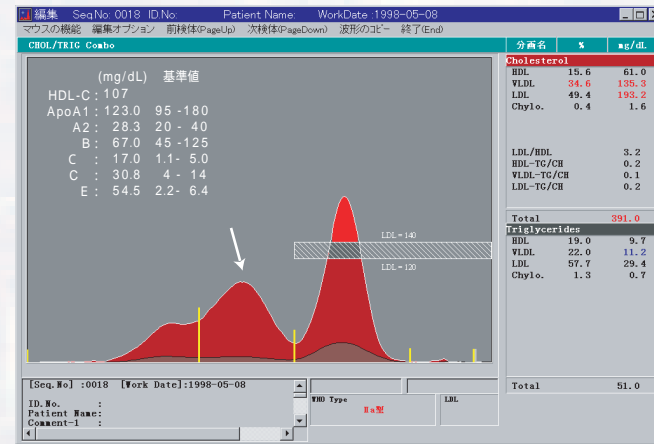 編集 Seq.No: 0018 ID.No: Patient Name: WorkDate :1998-05-08
マウスの機能 編集オプション 前検体(PageUp) 次検体(PageDown) 波形のコピー 終了(End)
CHOL/TRIG Combo
(mg/dL) 基準値
HDL-C : 107
ApoA1 : 123.0 95 -180
A2 : 28.3 20 - 40
B : 67.0 45 -125
C : 17.0 1.1- 5.0
C : 30.8 4 - 14
E : 54.5 2.2- 6.4
LDL=140
LDL=120
分画名 % mg/dL
Cholesterol
HDL 15.6 61.0
VLDL 34.6 135.3
LDL 49.4 193.2
Chylo. 0.4 1.6
LDL/HDL 3.2
HDL-TG/CH 0.2
VLDL-TG/CH 0.1
LDL-TG/CH 0.2
Total 391.0
Triglycerides
HDL 19.0 9.7
VLDL 22.0 11.2
LDL 57.7 29.4
Chylo. 1.3 0.7
Total 51.0
[Seq.No] :0018 [Work Date]:1998-05-08
ID.No. :
Patient Name:
Comment-1 :
WHO Type
IIa型
LDL